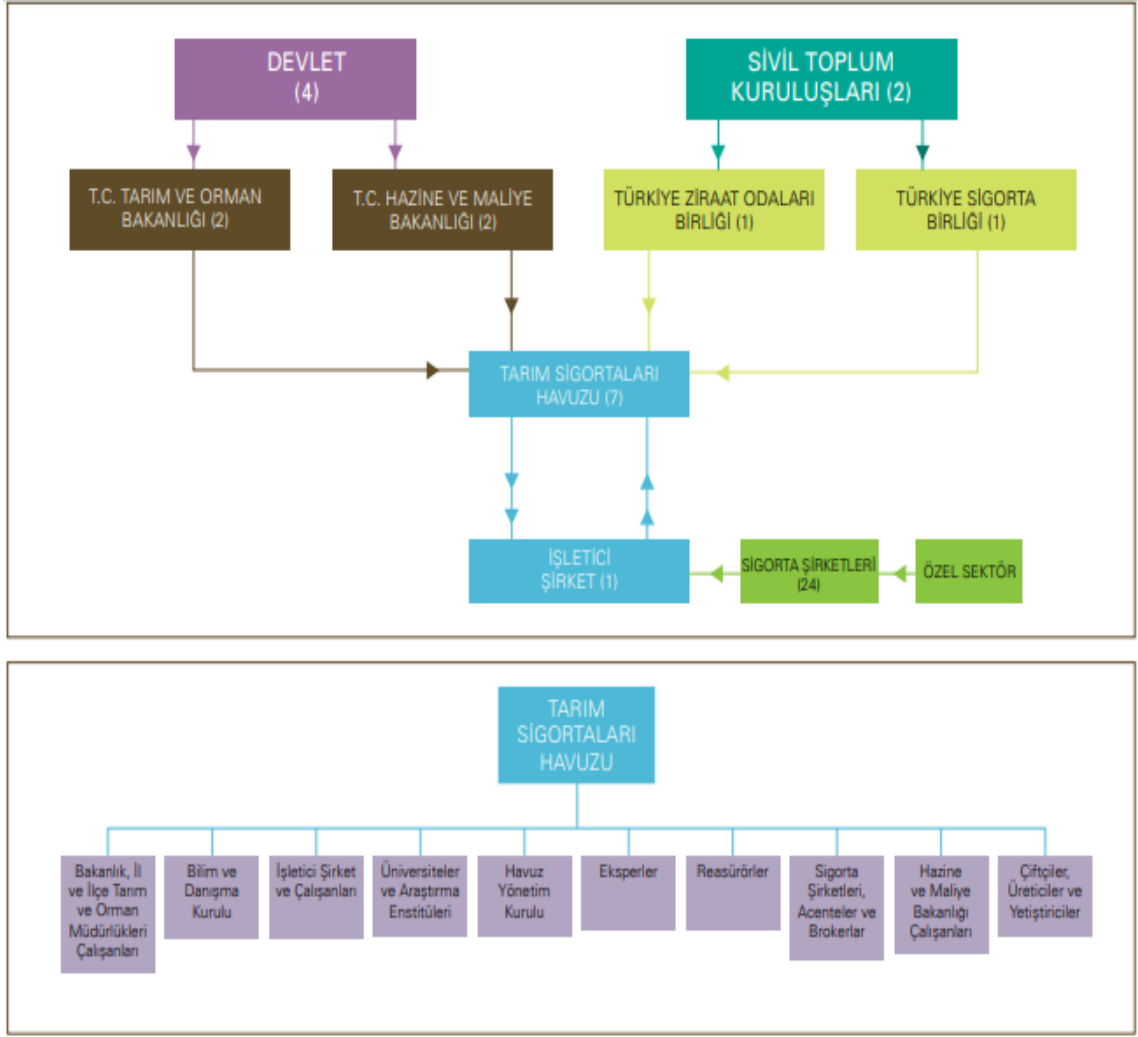 DEVLET
(4)
SİVİL TOPLUM
KURULUŞLARI (2)
T.C. TARIM VE ORMAN
BAKANLIĞI (2)
T.C. HAZİNE VE MALİYE
BAKANLIĞI (2)
TÜRKİYE ZİRAAT ODALARI
BİRLİĞİ (1)
TÜRKİYE SİGORTA
BİRLİĞİ (1)
TARIM SİGORTALARI
HAVUZU (7)
İŞLETİCİ
ŞİRKET (1)
SİGORTA ŞİRKETLERİ
(24)
ÖZEL SEKTÖR
TARIM
SİGORTALARI
HAVUZU
Bakanlık, İl
ve İlçe Tarım
ve Orman
Müdürlükleri
Çalışanları
Bilim ve
Danışma
Kurulu
İşletici Şirket
ve Çalışanları
Üniversiteler
ve Araştırma
Enstitüleri
Havuz
Yönetim
Kurulu
Eksperler
Reasürörler
Sigorta
Şirketleri,
Acenteler ve
Brokerlar
Hazine
ve Maliye
Bakanlığı
Çalışanları
Çiftçiler,
Üreticiler ve
Yetiştiriciler